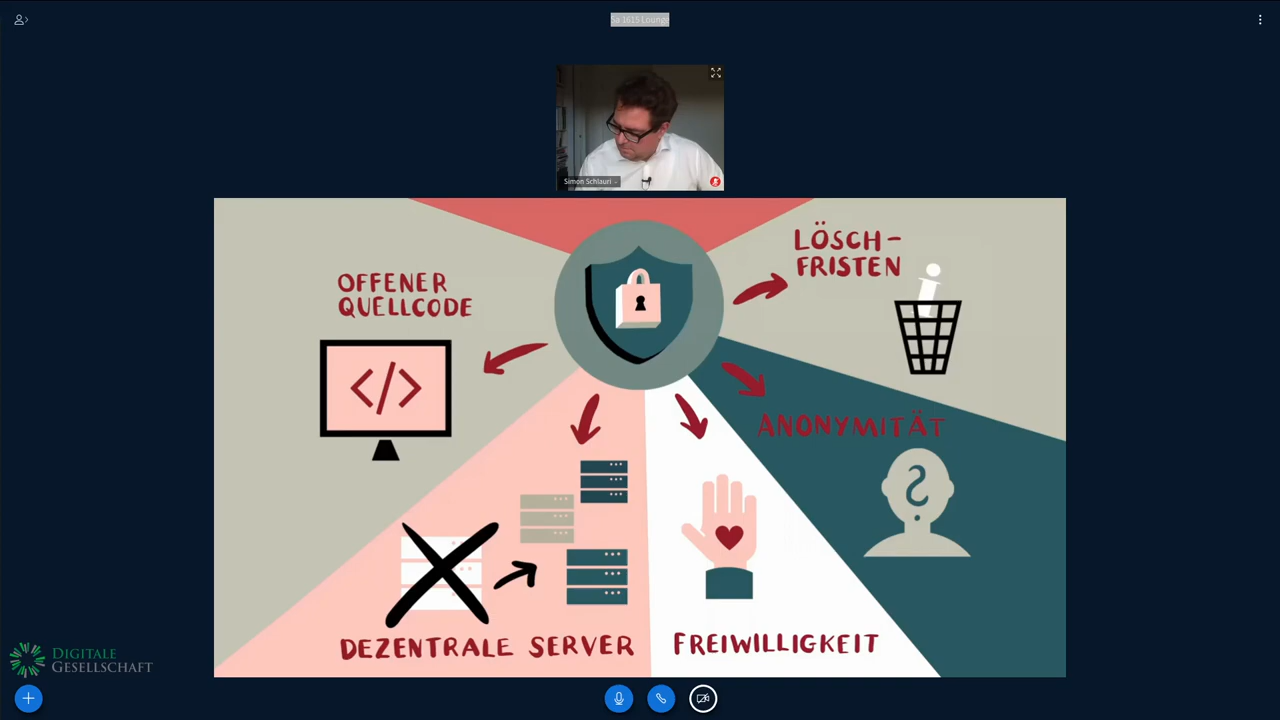 Sa 1615 Lounge
Simon Schlauri
LÖSCH-
FRISTEN
OFFENER
QUELLCODE
</>
ANONYMITÄT
DEZENTRALE SERVER
FREIWILLIGKEIT
DIGITALE
GESELLSCHAFT